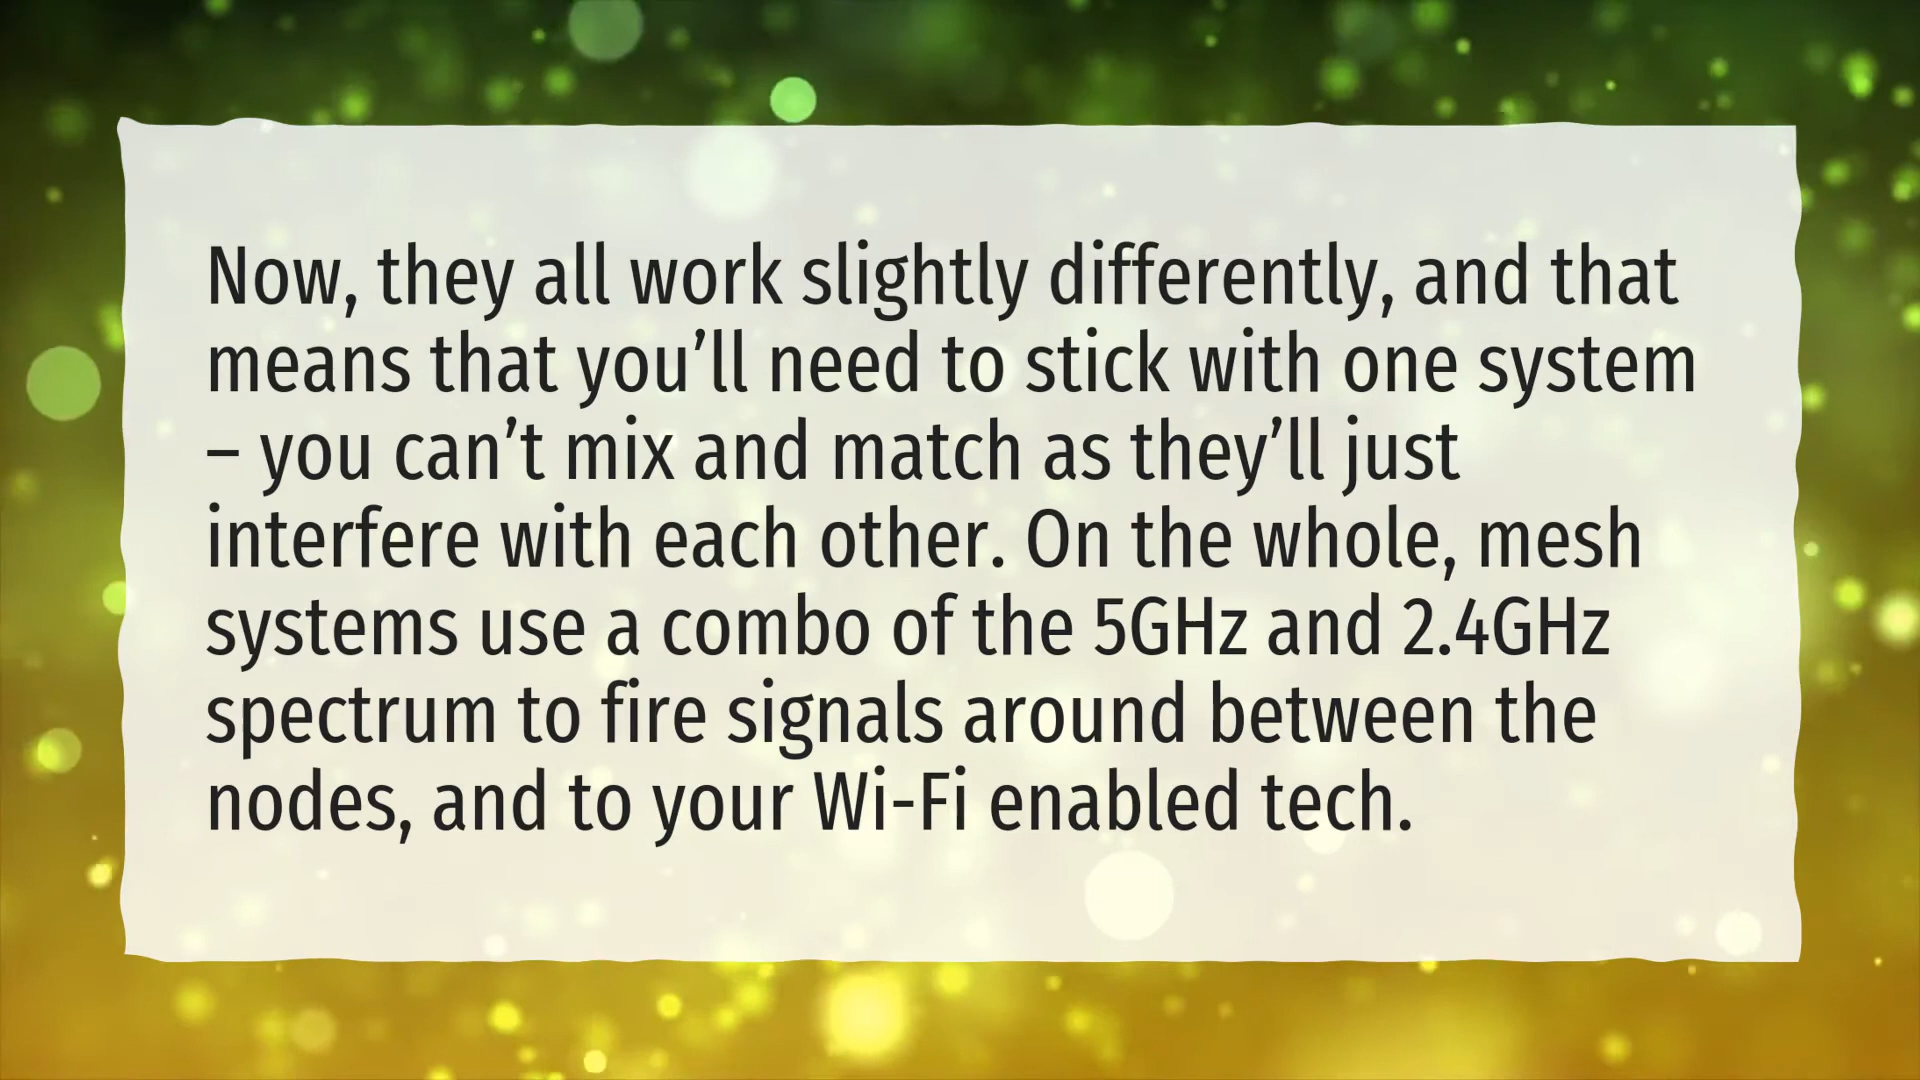 Now, they all work slightly differently, and that
means that you’ll need to stick with one system
– you can’t mix and match as they’ll just
interfere with each other. On the whole, mesh
systems use a combo of the 5GHz and 2.4GHz
spectrum to fire signals around between the
nodes, and to your Wi-Fi enabled tech.